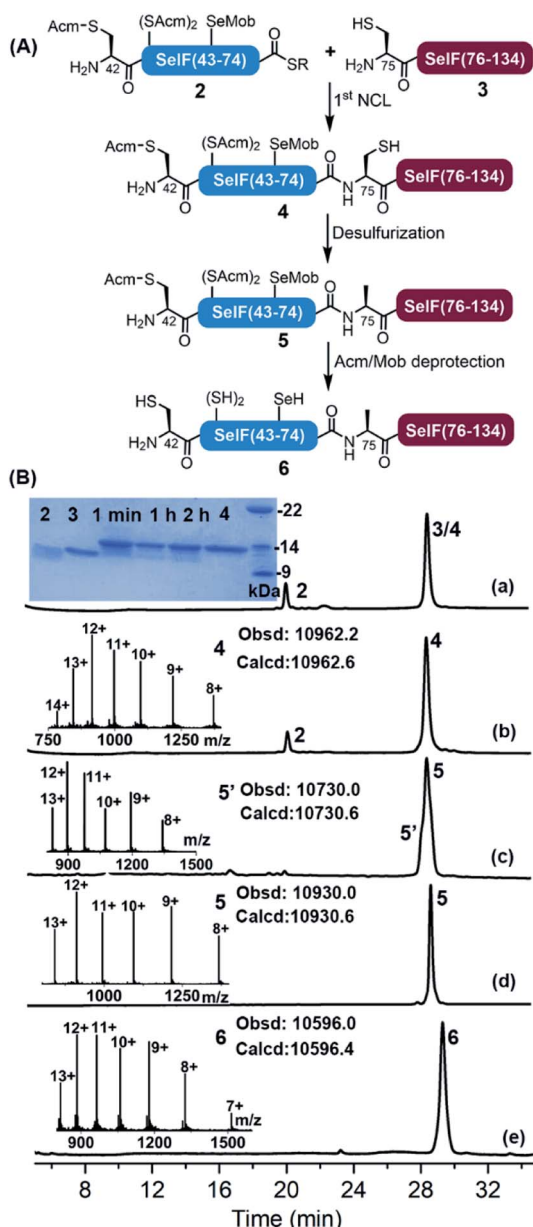 (A)
Acm-S
(SAcm)2
SeMob
O
H2N
42
O
SelF(43-74)
SR
2
+
HS
H2N
75
O
SelF(76-134)
3
1st NCL
Acm-S
(SAcm)2
SeMob
O
SH
H2N
42
O
SelF(43-74)
N
H
75
O
SelF(76-134)
4
Desulfurization
Acm-S
(SAcm)2
SeMob
O
H2N
42
O
SelF(43-74)
N
H
75
O
SelF(76-134)
5
Acm/Mob deprotection
HS
(SH)2
SeH
O
H2N
42
O
SelF(43-74)
N
H
75
O
SelF(76-134)
6
(B)
2 3 1 min 1 h 2 h 4
-22
-14
-9
kDa
2
3/4
(a)
14+ 13+ 12+ 11+ 10+ 9+ 8+
750 1000 1250 m/z
4
Obsd: 10962.2
Calcd:10962.6
2
4
(b)
13+ 12+ 11+ 10+ 9+ 8+
m/z
900 1200 1500
5'
Obsd: 10730.0
Calcd:10730.6
5'
5
(c)
13+ 12+ 11+ 10+ 9+ 8+
1000 1250 m/z
5
Obsd: 10930.0
Calcd:10930.6
5
(d)
13+ 12+ 11+ 10+ 9+ 8+ 7+
m/z
900 1200 1500
6
Obsd: 10596.0
Calcd:10596.4
6
(e)
8 12 16 20 24 28 32
Time (min)